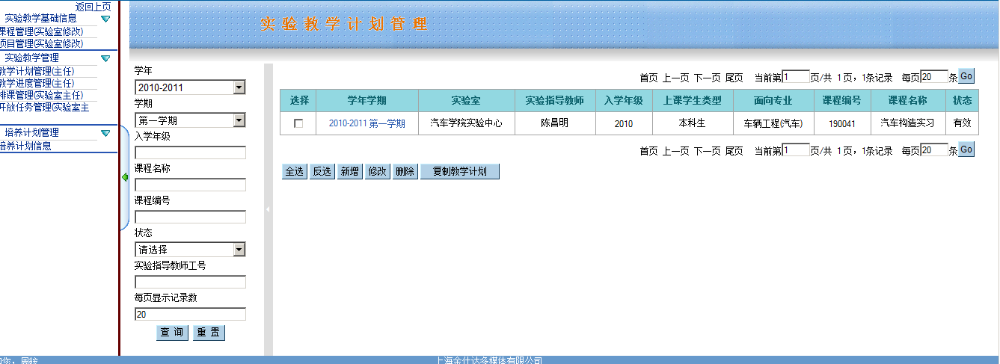 返回上页
实验教学基础信息
课程管理(实验室修改)
项目管理(实验室修改)
实验教学管理
教学计划管理(主任)
教学进度管理(主任)
排课管理(实验室主任)
开放任务管理(实验室主
培养计划管理
培养计划信息
实验教学计划管理
学年
2010-2011
学期
第一学期
入学年级
课程名称
课程编号
状态
请选择
实验指导教师工号
每页显示记录数
20
查 询 重 置
首页 上一页 下一页 尾页 当前第1页/共 1页，1条记录 每页20条Go
选择 学年学期 实验室 实验指导教师 入学年级 上课学生类型 面向专业 课程编号 课程名称 状态
2010-2011 第一学期 汽车学院实验中心 陈昌明 2010 本科生 车辆工程(汽车) 190041 汽车构造实习 有效
首页 上一页 下一页 尾页 当前第1页/共 1页，1条记录 每页20条Go
全选 反选 新增 修改 删除 复制教学计划
上海金仕达多媒体有限公司